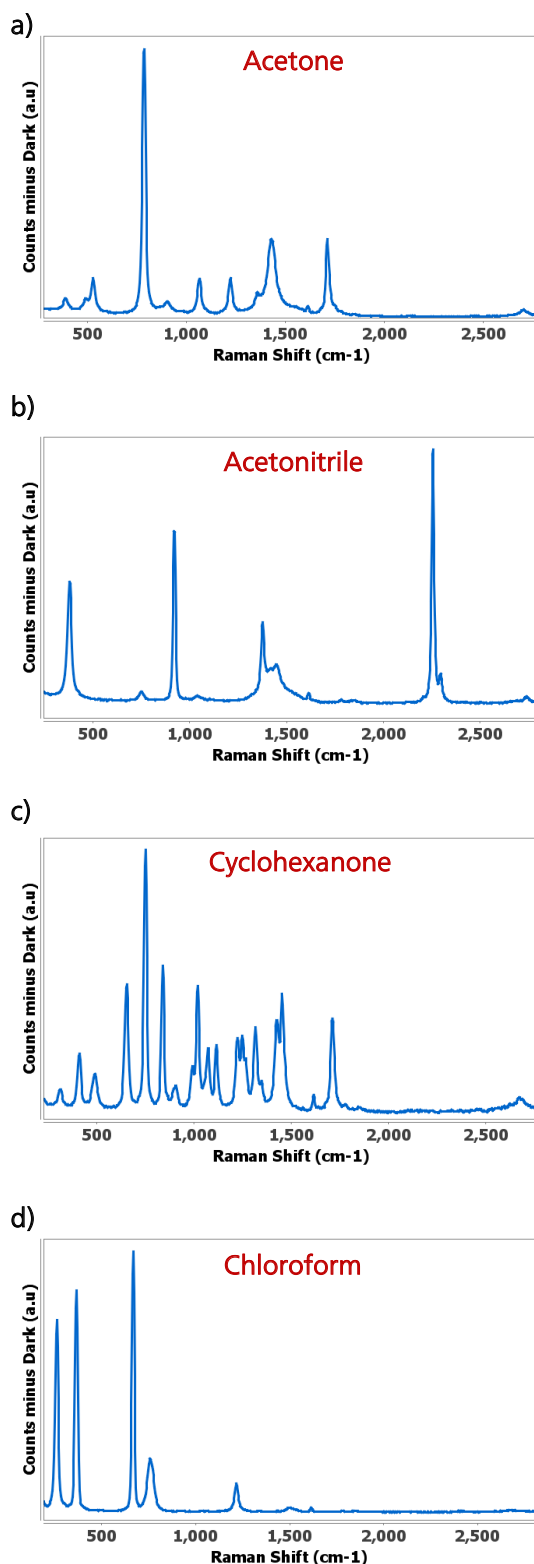 a)
Acetone
Counts minus Dark (a.u)
500 1,000 1,500 2,000 2,500
Raman Shift (cm-1)
b)
Acetonitrile
Counts minus Dark (a.u)
500 1,000 1,500 2,000 2,500
Raman Shift (cm-1)
c)
Cyclohexanone
Counts minus Dark (a.u)
500 1,000 1,500 2,000 2,500
Raman Shift (cm-1)
d)
Chloroform
Counts minus Dark (a.u)
500 1,000 1,500 2,000 2,500
Raman Shift (cm-1)